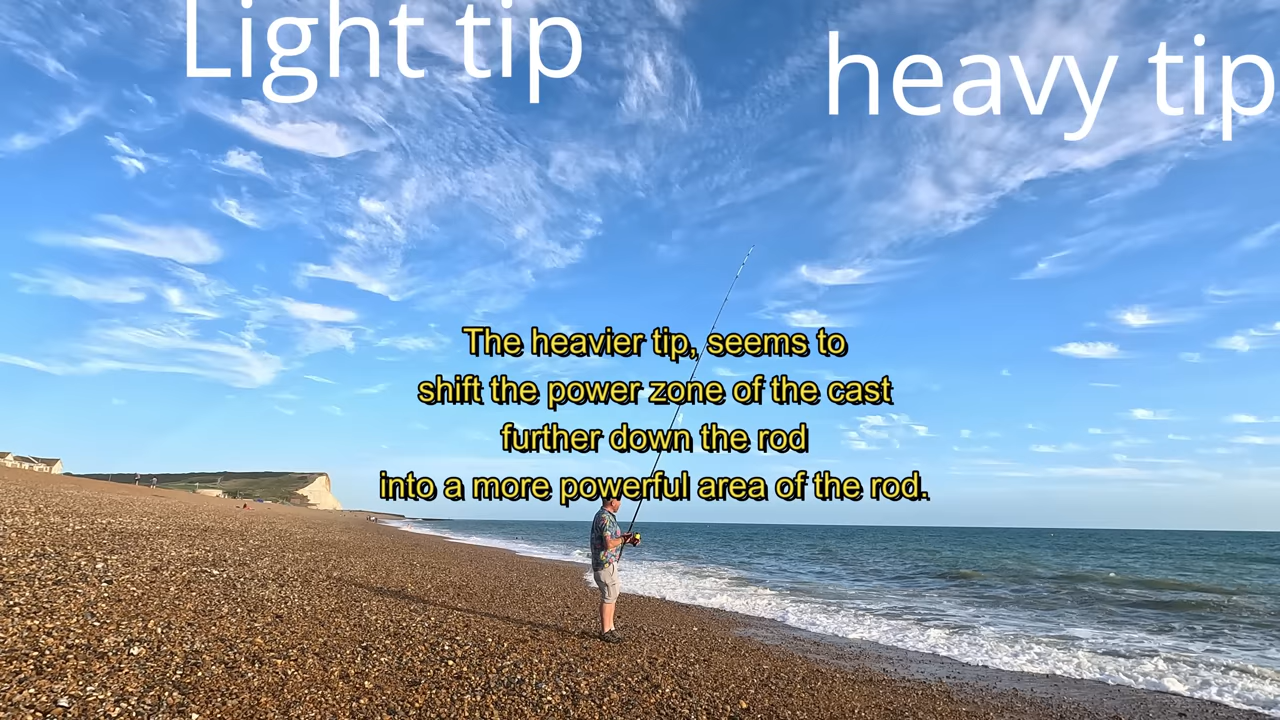 Light tip
heavy tip
The heavier tip, seems to
shift the power zone of the cast
further down the rod
into a more powerful area of the rod.